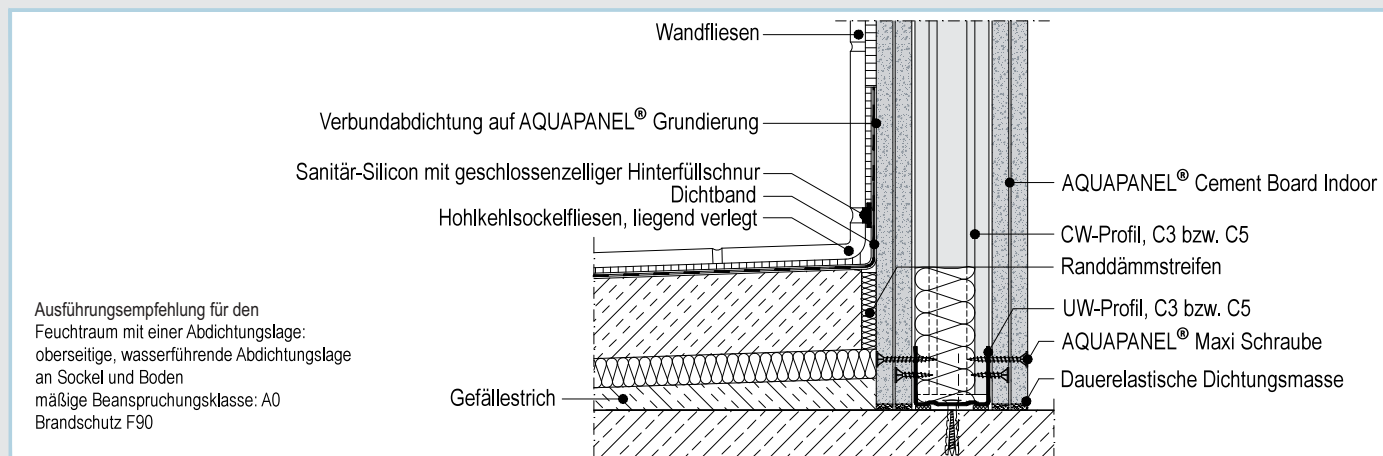 Wandfliesen
Verbundabdichtung auf AQUAPANEL® Grundierung
Sanitär-Silicon mit geschlossenzelliger Hinterfüllschnur
Dichtband
Hohlkehlsockelfliesen, liegend verlegt
AQUAPANEL® Cement Board Indoor
CW-Profil, C3 bzw. C5
Randdämmstreifen
UW-Profil, C3 bzw. C5
AQUAPANEL® Maxi Schraube
Dauerelastische Dichtungsmasse
Gefällestrich
Ausführungsempfehlung für den
Feuchtraum mit einer Abdichtungslage:
oberseitige, wasserführende Abdichtungslage
an Sockel und Boden
mäßige Beanspruchungsklasse: A0
Brandschutz F90